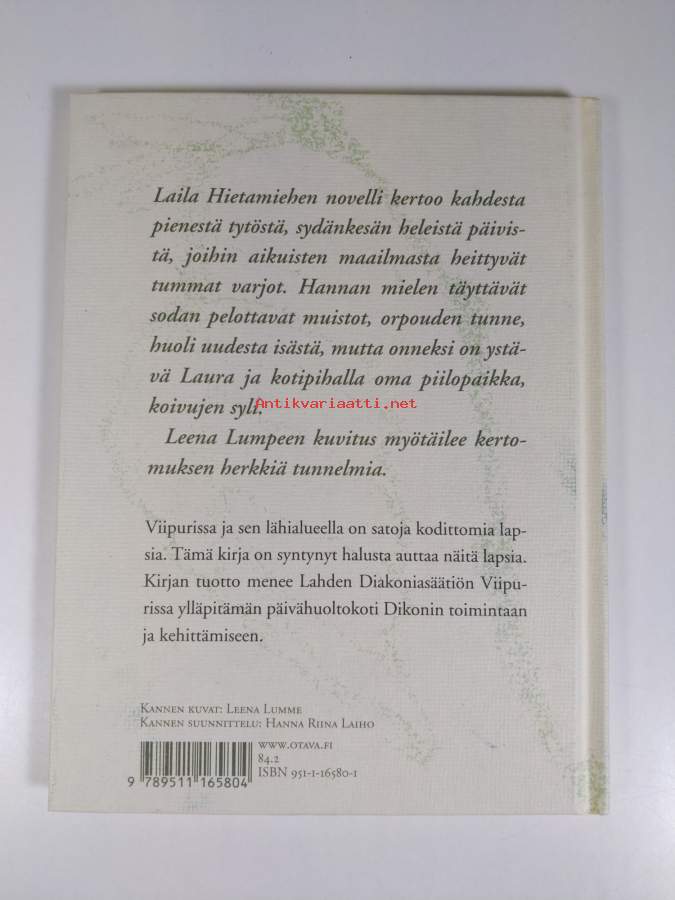 Laila Hietamiehen novelli kertoo kahdesta
pienestä tytöstä, sydänkesän heleistä päivis-
tä, joihin aikuisten maailmasta heittyvät
tummat varjot. Hannan mielen täyttävät
sodan pelottavat muistot, orpouden tunne,
huoli uudesta isästä, mutta onneksi on ystä-
vä Laura ja kotipihalla oma piilopaikka,
Antikvariaatti.net
koivujen syli.
Leena Lumpeen kuvitus myötäilee kerto-
muksen herkkiä tunnelmia.
Viipurissa ja sen lähialueella on satoja kodittomia lap-
sia. Tämä kirja on syntynyt halusta auttaa näitä lapsia.
Kirjan tuotto menee Lahden Diakoniasäätiön Viipu-
rissa ylläpitämän päivähuoltokoti Dikonin toimintaan
ja kehittämiseen.
Kannen kuvat: Leena Lumme
Kannen suunnittelu: Hanna Riina Laiho
www.otava.fi
84.2
ISBN 951-1-16580-1
9 789511 165804